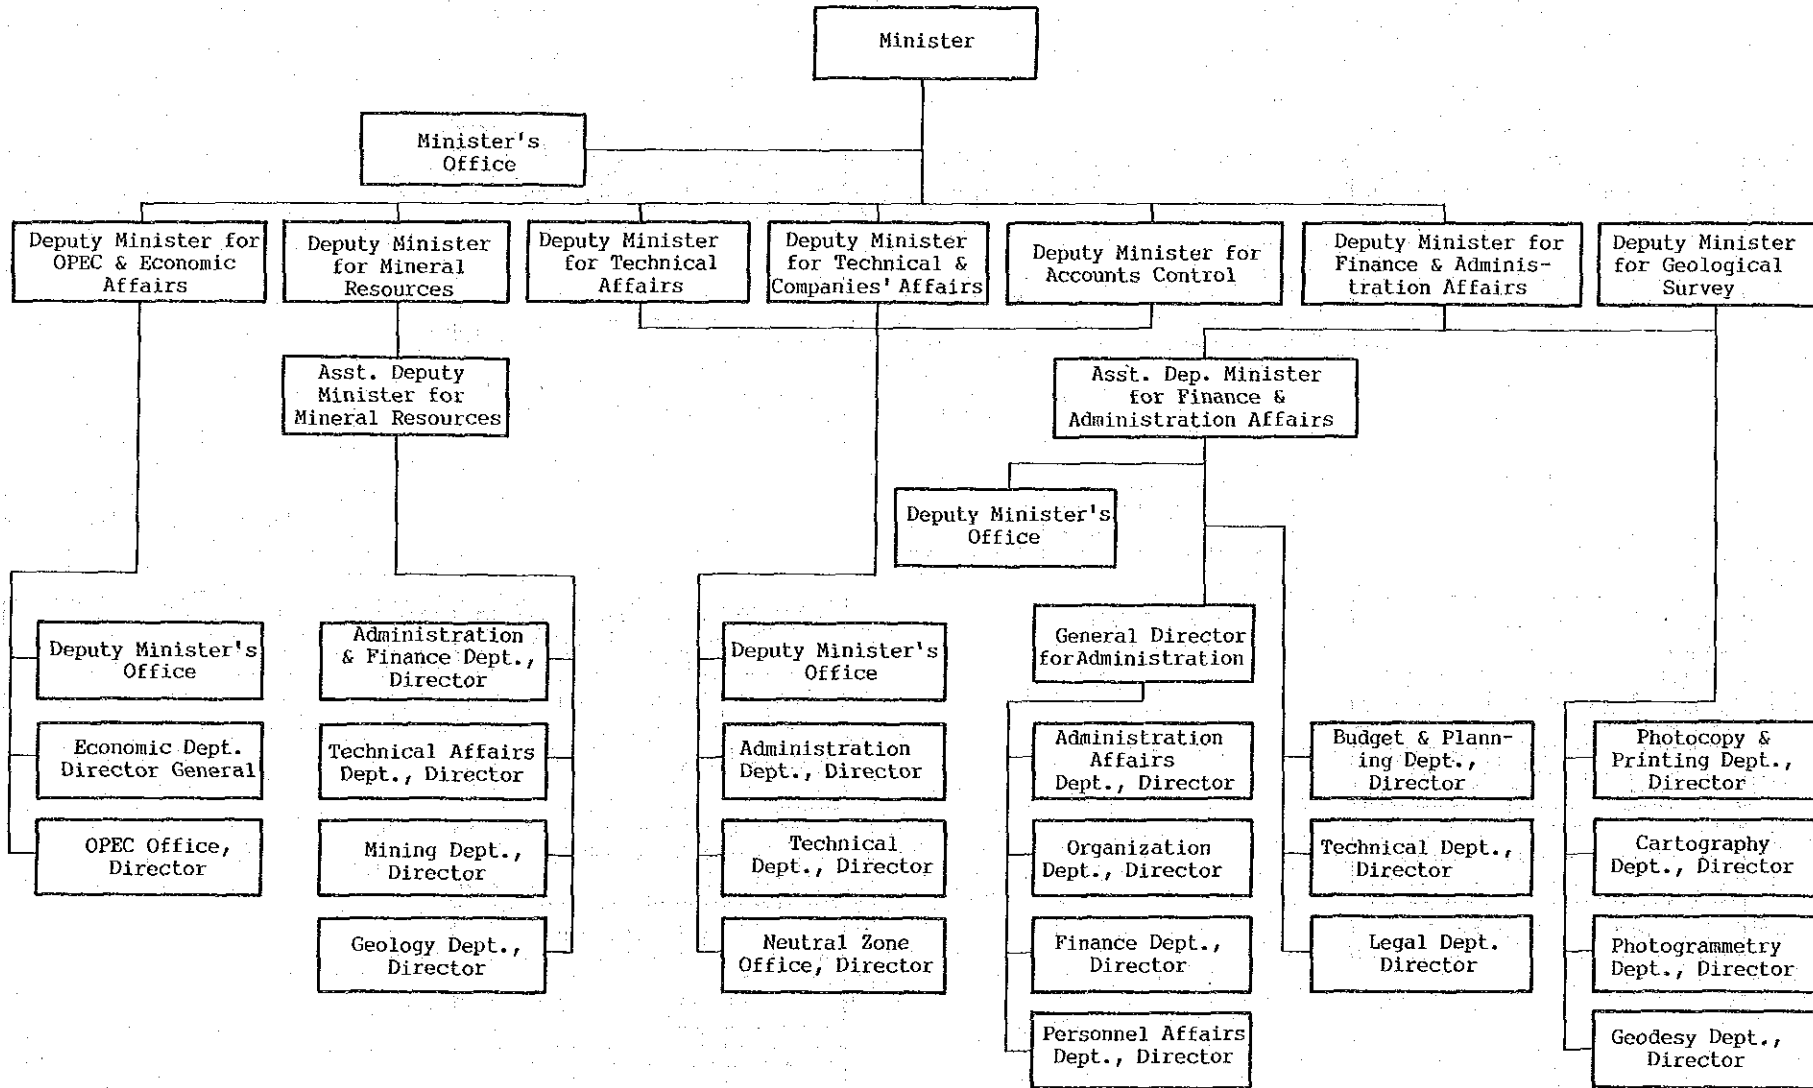 Minister
Minister's
Office
Deputy Minister for
OPEC & Economic
Affairs
Deputy Minister
for Mineral
Resources
Deputy Minister
for Technical
Affairs
Deputy Minister
for Technical &
Companies' Affairs
Deputy Minister for
Accounts Control
Deputy Minister for
Finance & Adminis-
tration Affairs
Deputy Minister
for Geological
Survey
Asst. Deputy
Minister for
Mineral Resources
Asst. Dep. Minister
for Finance &
Administration Affairs
Deputy Minister's
Office
Deputy Minister's
Office
Economic Dept.
Director General
OPEC Office,
Director
Administration
& Finance Dept.,
Director
Technical Affairs
Dept., Director
Mining Dept.,
Director
Geology Dept.,
Director
Deputy Minister's
Office
Administration
Dept., Director
Technical
Dept., Director
Neutral Zone
Office, Director
General Director
for Administration
Administration
Affairs
Dept., Director
Organization
Dept., Director
Finance Dept.,
Director
Personnel Affairs
Dept., Director
Budget & Plann-
ing Dept.,
Director
Technical Dept.,
Director
Legal Dept.
Director
Photocopy &
Printing Dept.,
Director
Cartography
Dept., Director
Photogrammetry
Dept., Director
Geodesy Dept.,
Director